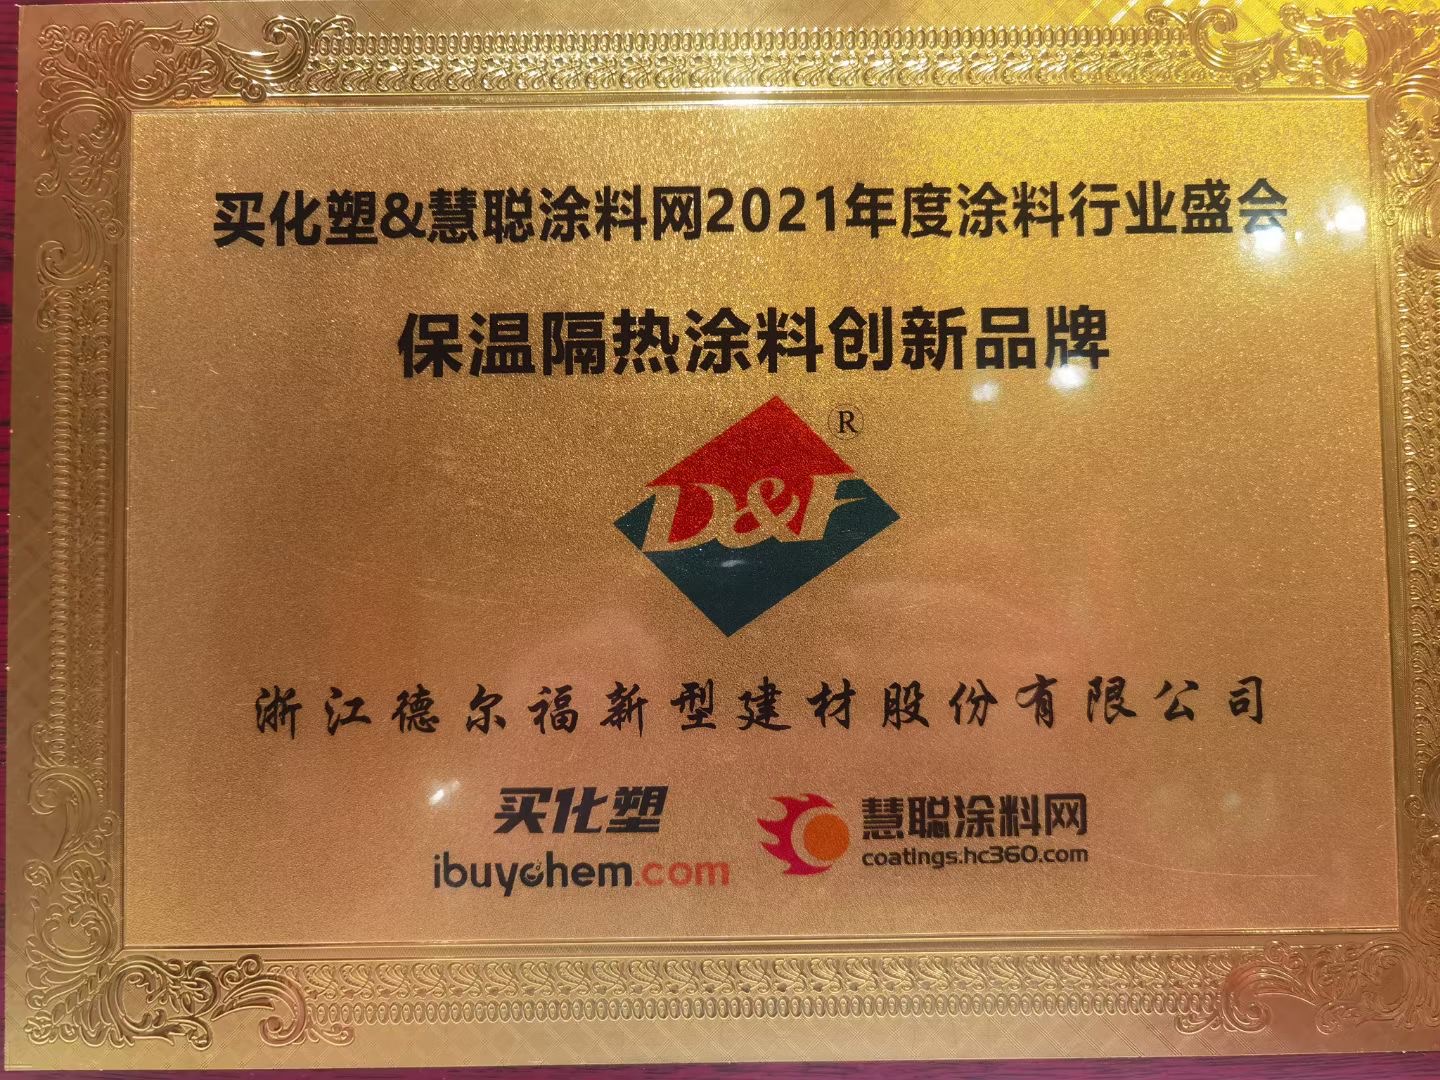 买化塑&慧聪涂料网2021年度涂料行业盛会
保温隔热涂料创新品牌
®
D&F
浙江德尔福新型建材股份有限公司
买化塑
ibuychem.com
慧聪涂料网
coatings.hc360.com